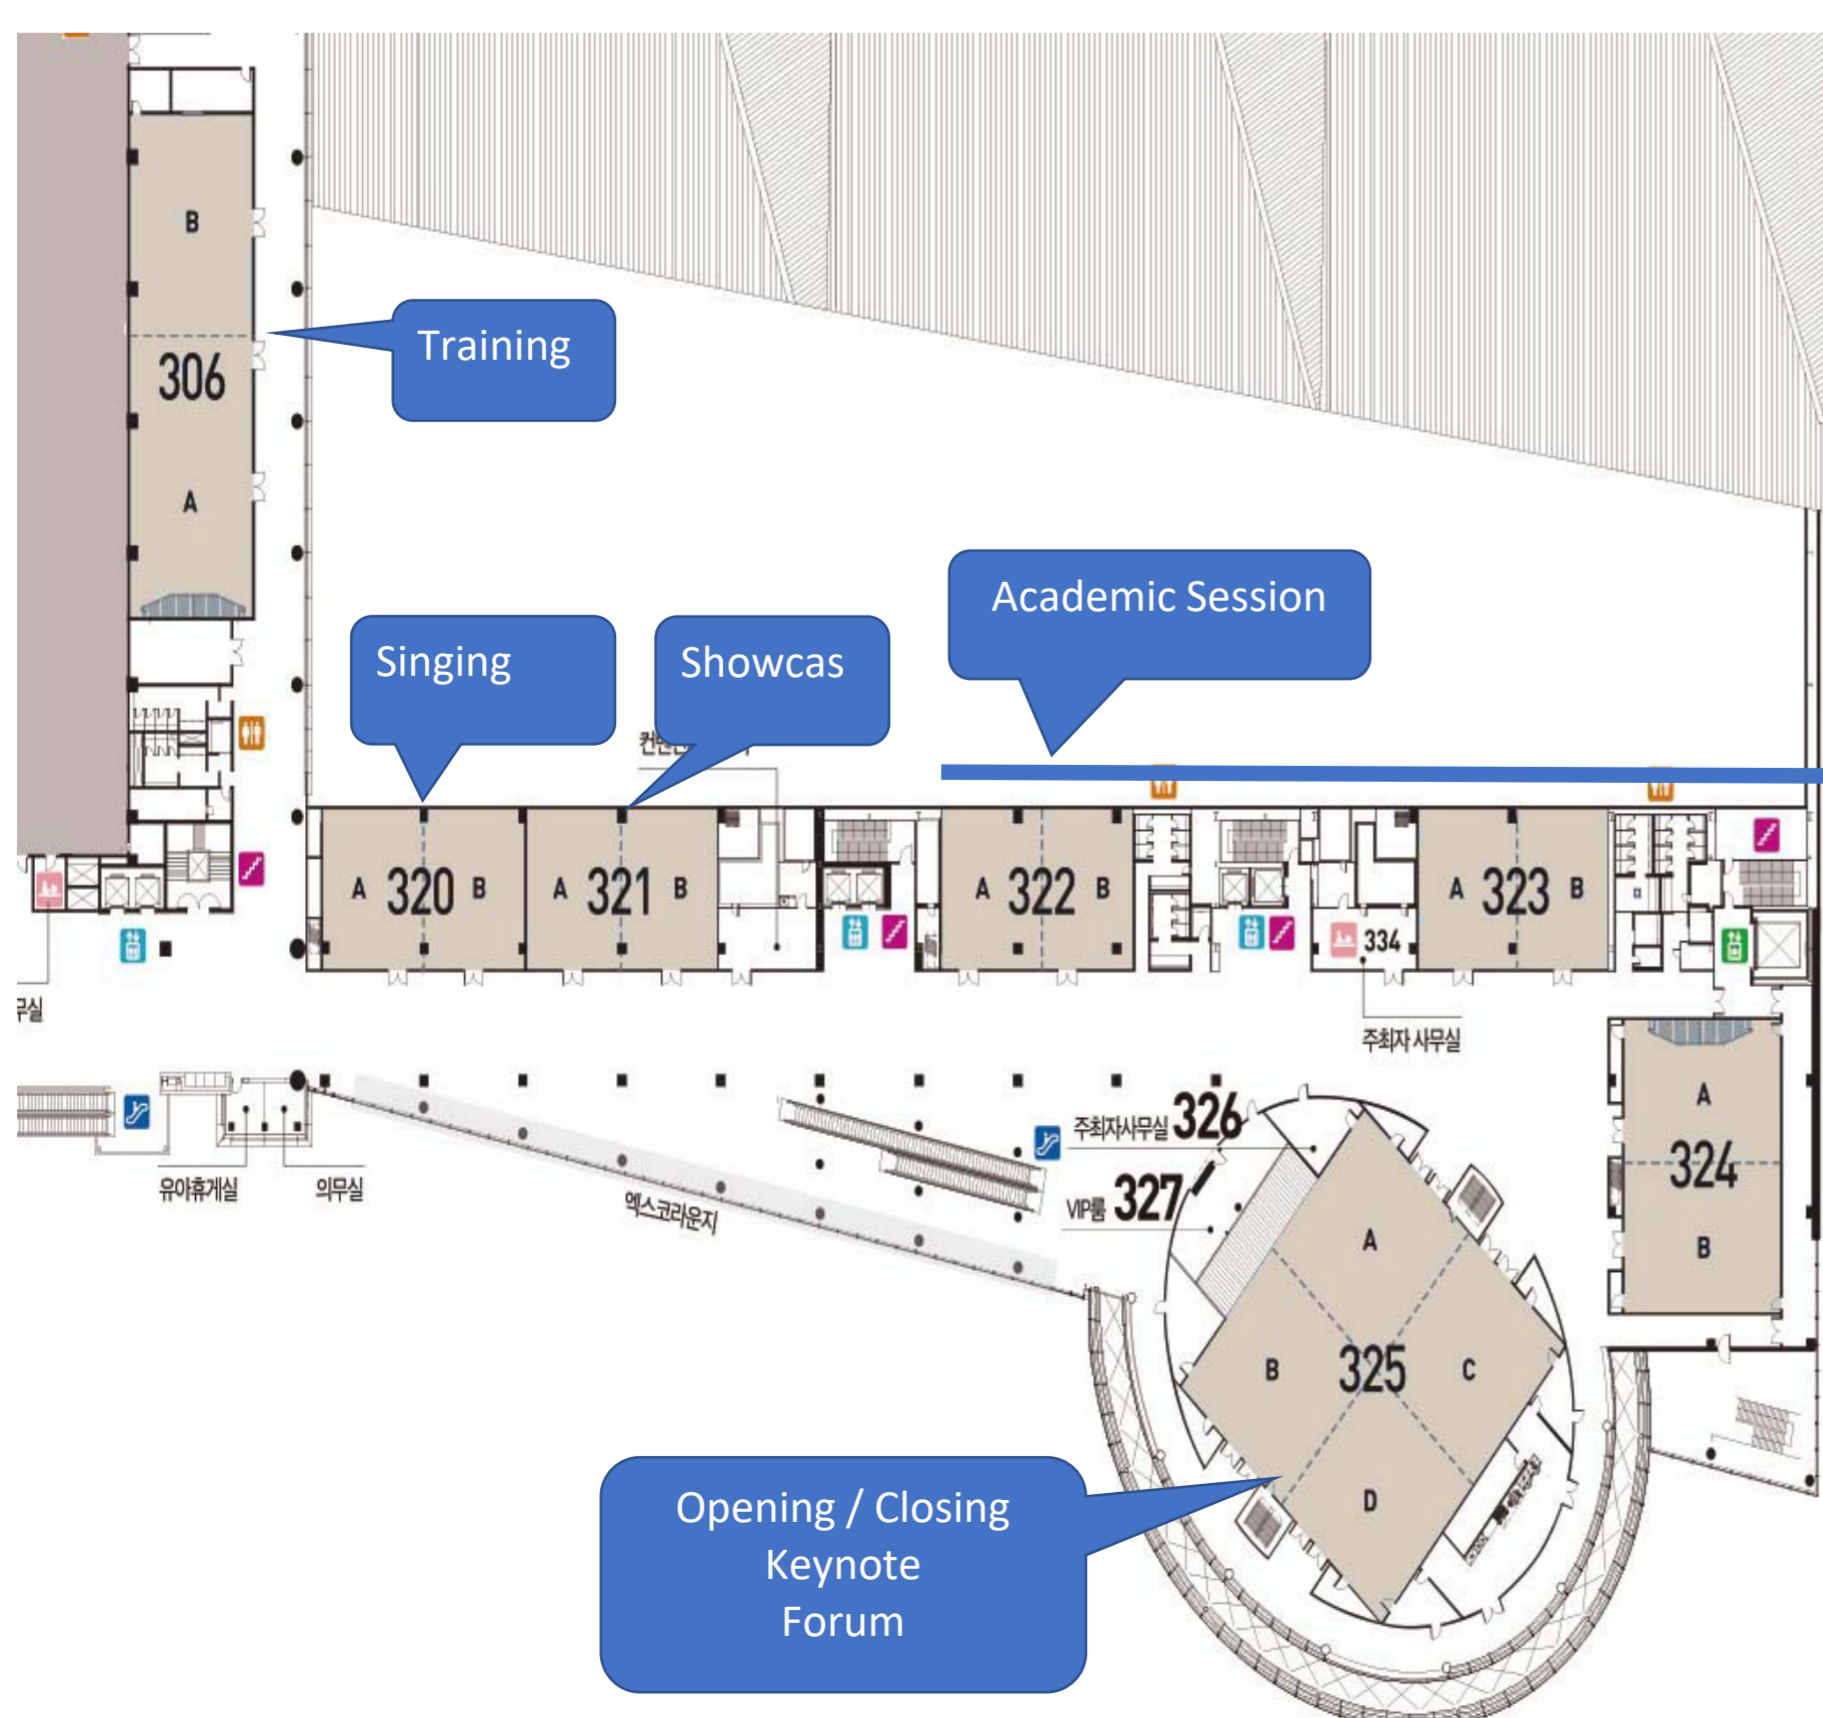 B
306
A
Training
Academic Session
Singing
Showcas
A 320 B
A 321 B
A 322 B
334
A 323 B
무실
주최자 사무실
유아휴게실
의무실
엑스코라운지
주최자사무실 326
VIP룸 327
A
324
B
A
B 325 C
D
Opening / Closing
Keynote
Forum